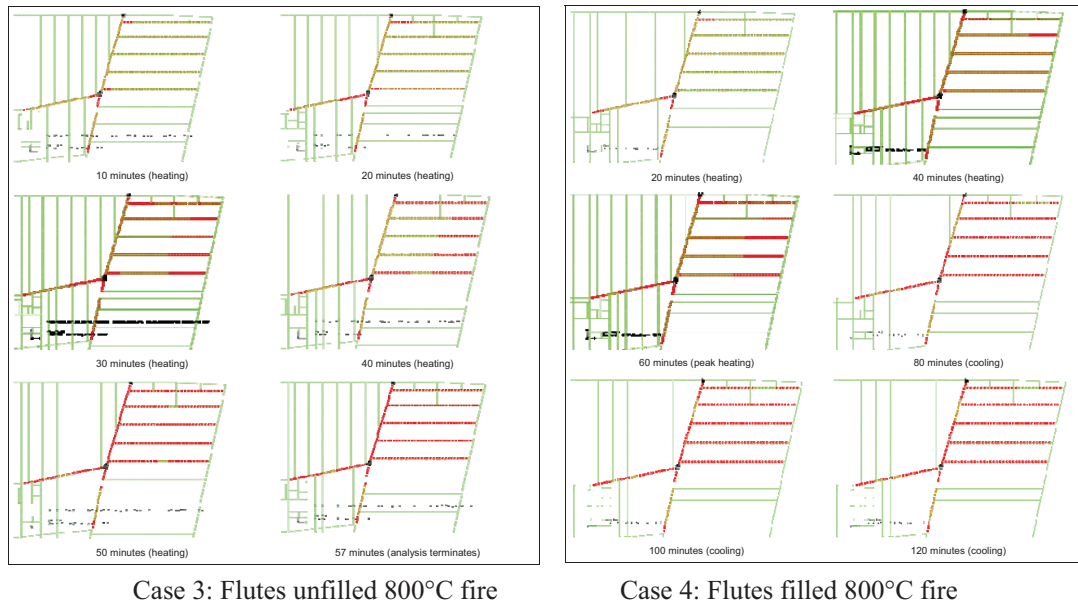 10 minutes (heating)
20 minutes (heating)
30 minutes (heating)
40 minutes (heating)
50 minutes (heating)
57 minutes (analysis terminates)
Case 3: Flutes unfilled 800°C fire
20 minutes (heating)
40 minutes (heating)
60 minutes (peak heating)
80 minutes (cooling)
100 minutes (cooling)
120 minutes (cooling)
Case 4: Flutes filled 800°C fire